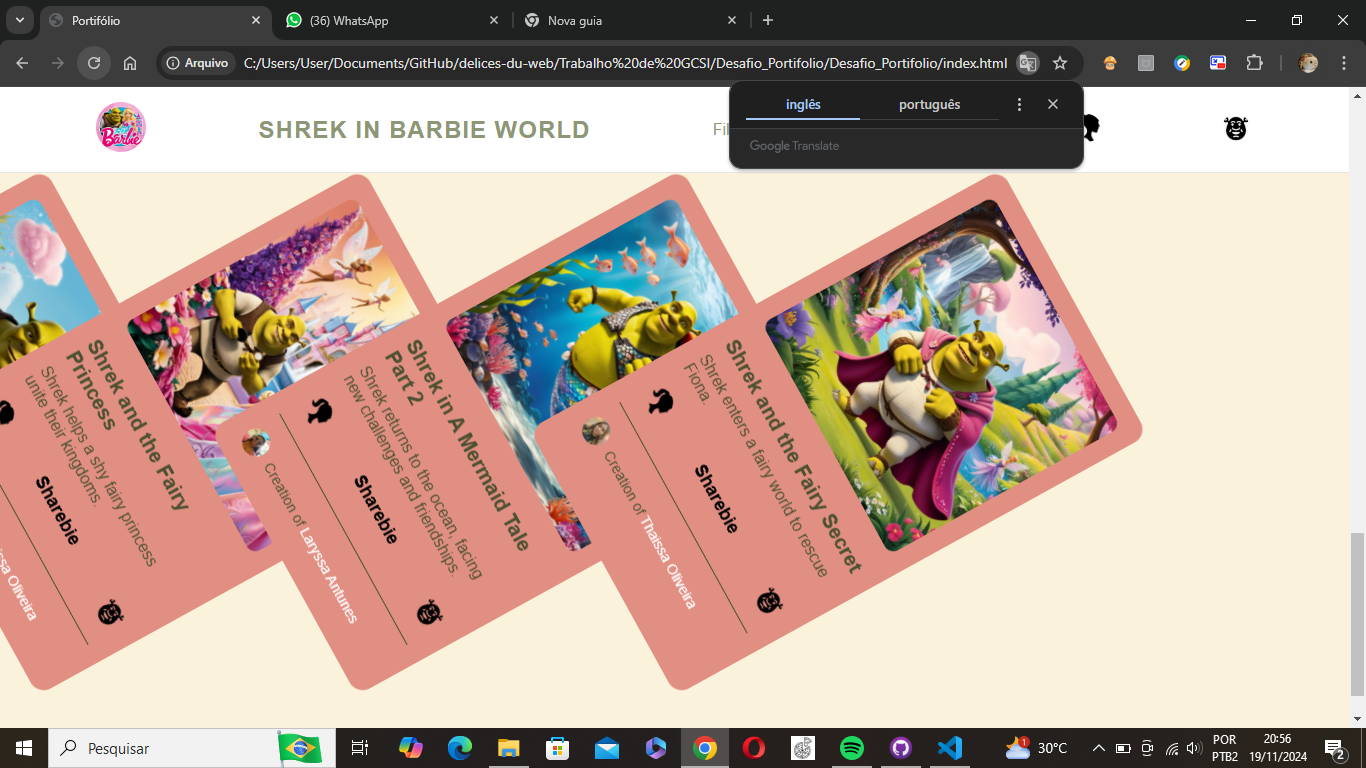 Portifólio
(36) WhatsApp
Nova guia
Arquivo
C:/Users/User/Documents/GitHub/delices-du-web/Trabalho%20de%20GCSI/Desafio_Portifolio/Desafio_Portifolio/index.html
inglês
português
Google Translate
Barbie
SHREK IN BARBIE WORLD
Fil
Shrek and the Fairy
Princess
Shrek helps a shy fairy princess
unite their kingdoms.
Sharebie
ssa Oliveira
Shrek in A Mermaid Tale
Part 2
Shrek returns to the ocean, facing
new challenges and friendships.
Sharebie
Creation of Laryssa Antunes
Shrek and the Fairy Secret
Shrek enters a fairy world to rescue
Fiona.
Sharebie
Creation of Thaissa Oliveira
Pesquisar
1
30°C
POR
PTB2
20:56
19/11/2024
2